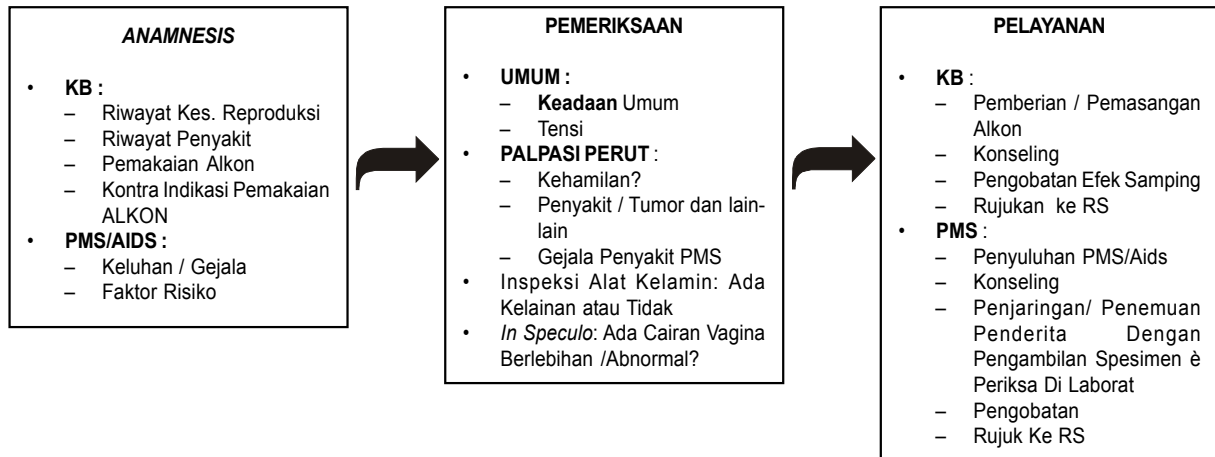 ANAMNESIS
• KB :
– Riwayat Kes. Reproduksi
– Riwayat Penyakit
– Pemakaian Alkon
– Kontra Indikasi Pemakaian
ALKON
• PMS/AIDS :
– Keluhan / Gejala
– Faktor Risiko
PEMERIKSAAN
• UMUM :
– Keadaan Umum
– Tensi
• PALPASI PERUT :
– Kehamilan?
– Penyakit / Tumor dan lain-
lain
– Gejala Penyakit PMS
• Inspeksi Alat Kelamin: Ada
Kelainan atau Tidak
• In Speculo: Ada Cairan Vagina
Berlebihan /Abnormal?
PELAYANAN
• KB :
– Pemberian / Pemasangan
Alkon
– Konseling
– Pengobatan Efek Samping
– Rujukan ke RS
• PMS :
– Penyuluhan PMS/Aids
– Konseling
– Penjaringan/ Penemuan
Penderita Dengan
Pengambilan Spesimen è
Periksa Di Laborat
– Pengobatan
– Rujuk Ke RS